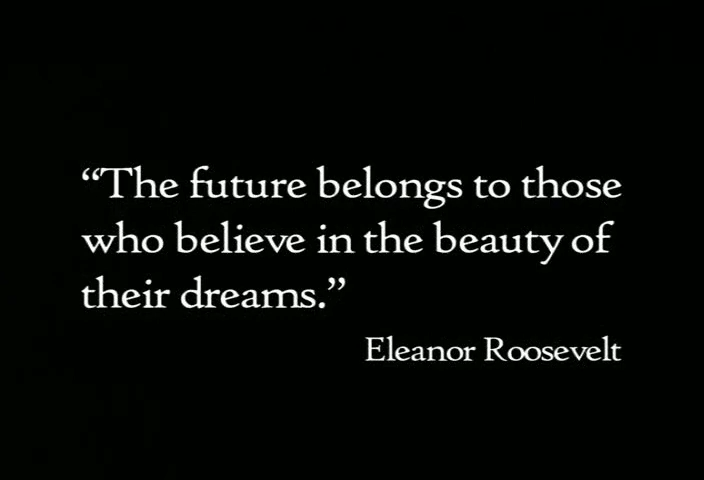 “The future belongs to those
who believe in the beauty of
their dreams.”
Eleanor Roosevelt